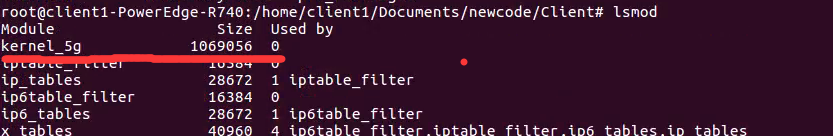 root@client1-PowerEdge-R740:/home/client1/Documents/newcode/Client# lsmod
Module Size Used by
kernel_5g 1069056 0
iptable_filter 16384 0
ip_tables 28672 1 iptable_filter
ip6table_filter 16384 0
ip6_tables 28672 1 ip6table_filter
x_tables 40960 4 ip6table_filter,iptable_filter,ip6_tables,ip_tables